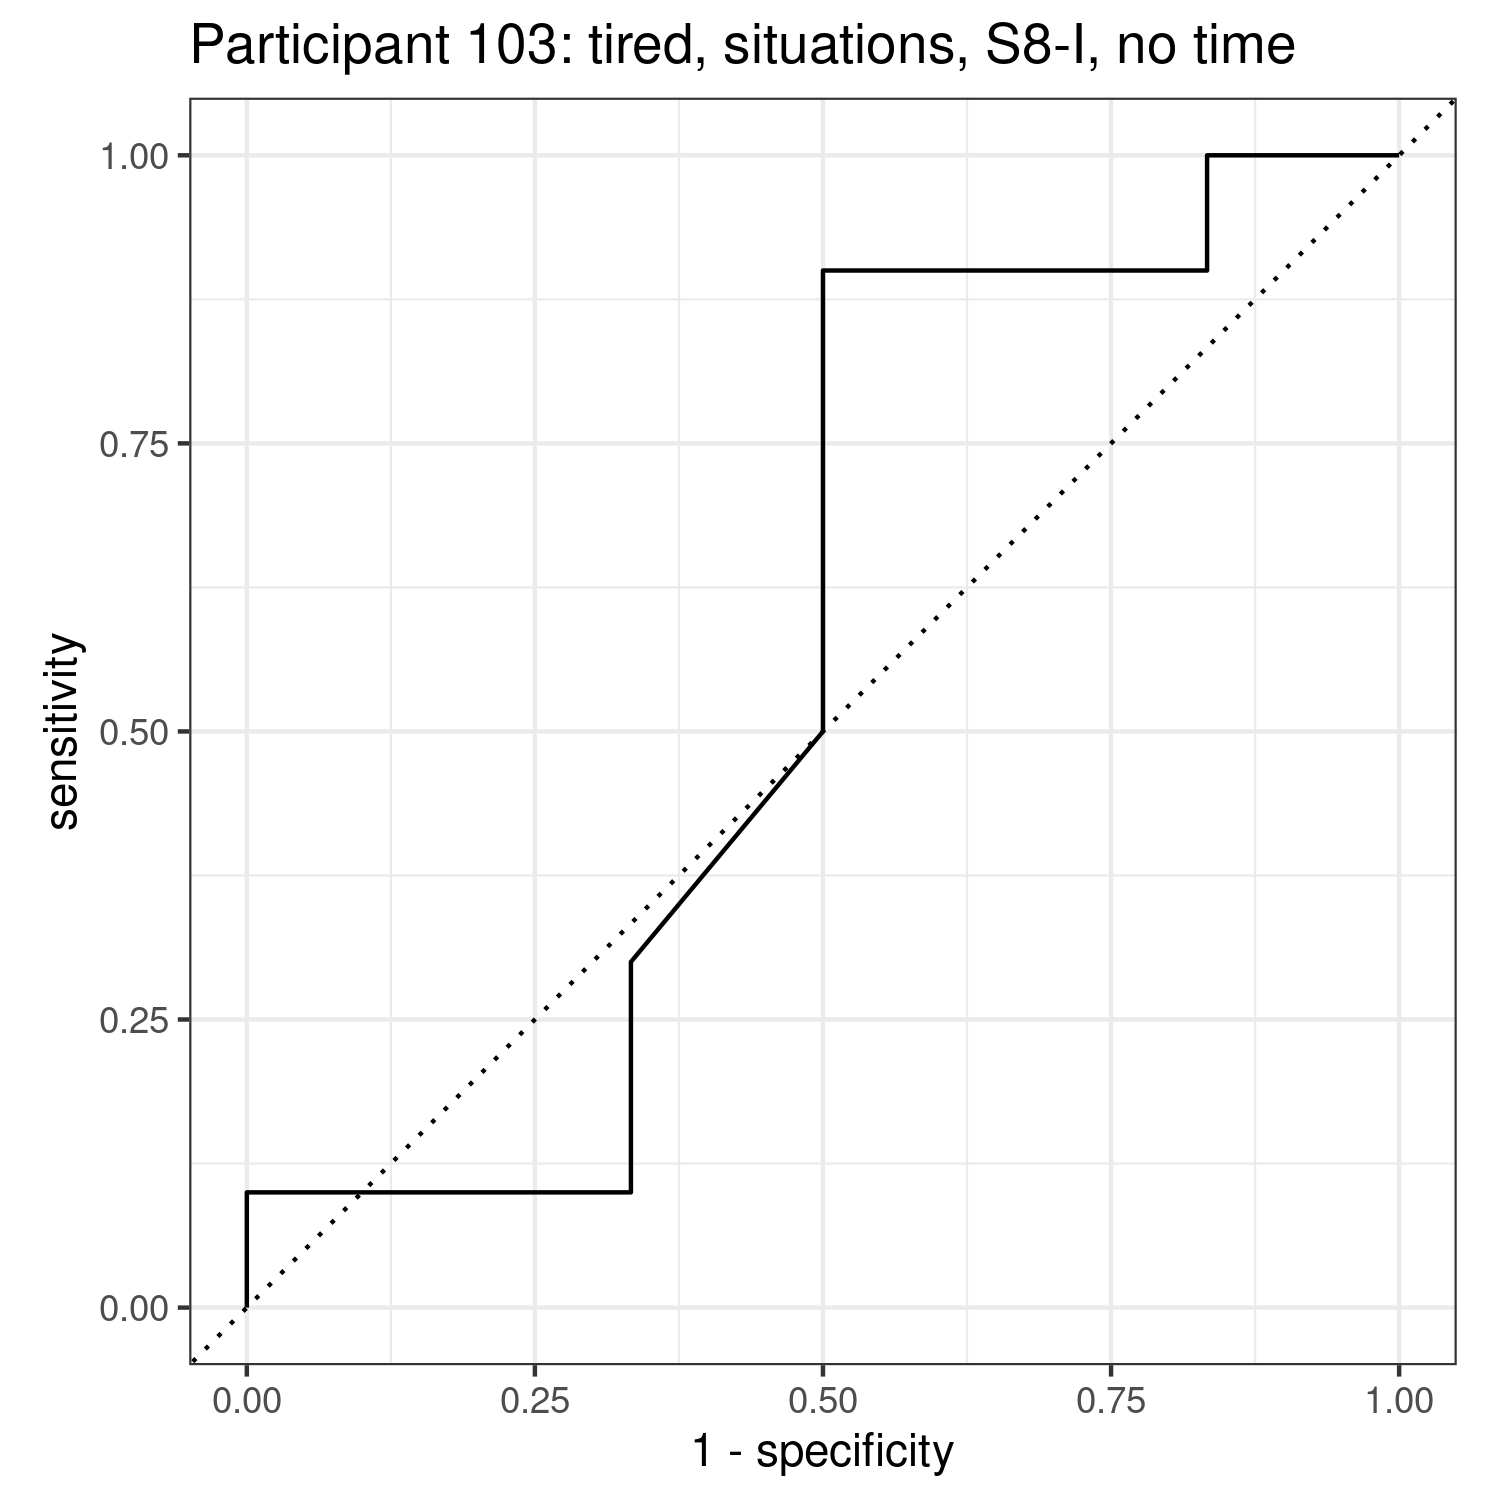 Participant 103: tired, situations, S8-I, no time
1.00
0.75
0.50
0.25
0.00
sensitivity
0.00 0.25 0.50 0.75 1.00
1 - specificity